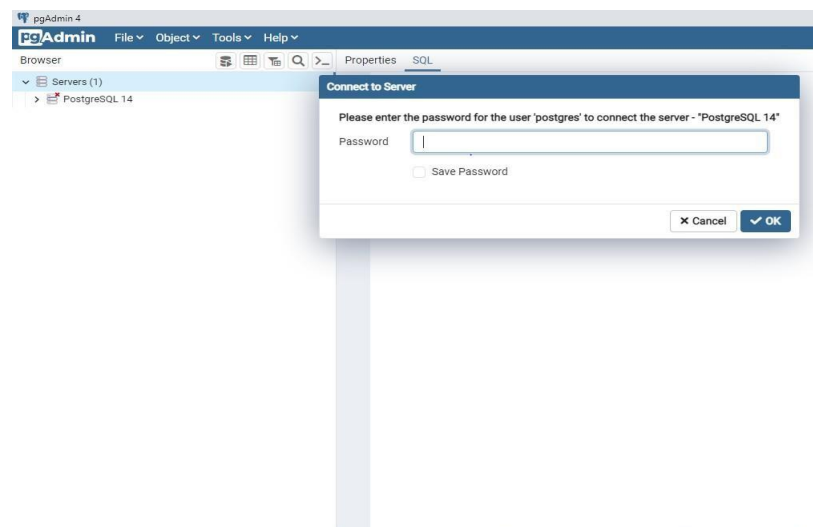 pgAdmin 4
pgAdmin File Object Tools Help
Browser Properties SQL
Servers (1)
PostgreSQL 14
Connect to Server
Please enter the password for the user 'postgres' to connect the server - "PostgreSQL 14"
Password
Save Password
Cancel OK